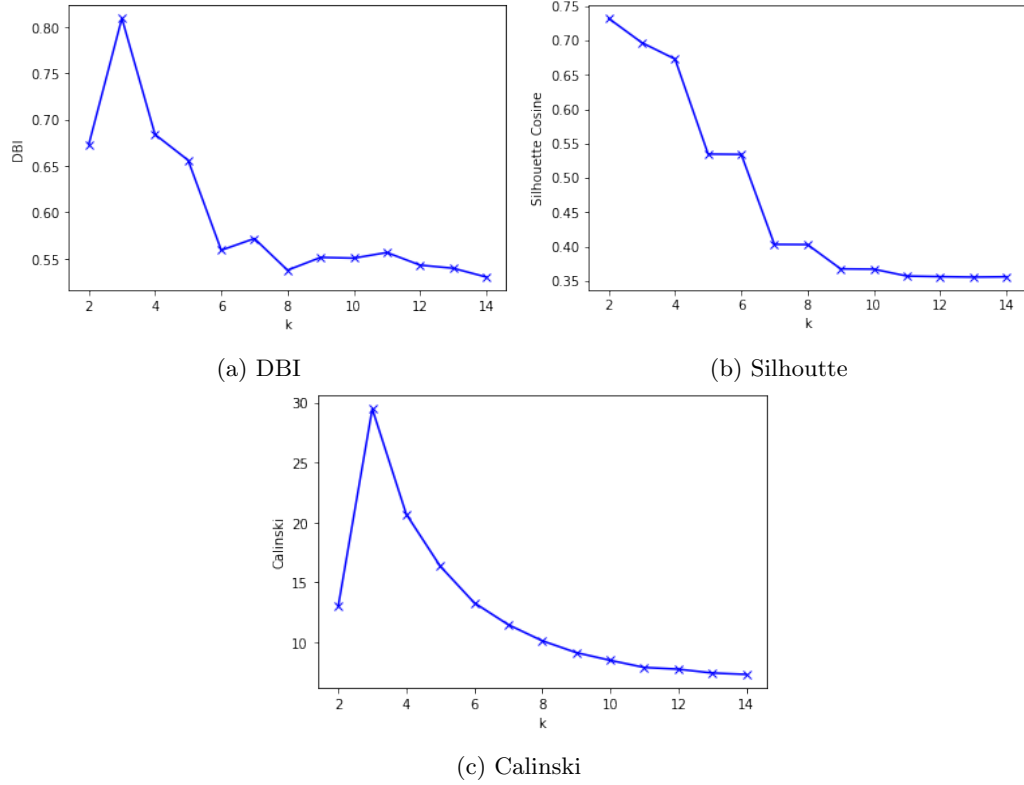 0.80
0.75
0.70
0.65
0.60
0.55
DBI
2 4 6 8 10 12 14
k
(a) DBI
0.75
0.70
0.65
0.60
0.55
0.50
0.45
0.40
0.35
Silhouette Cosine
2 4 6 8 10 12 14
k
(b) Silhoutte
30
25
20
15
10
Calinski
2 4 6 8 10 12 14
k
(c) Calinski